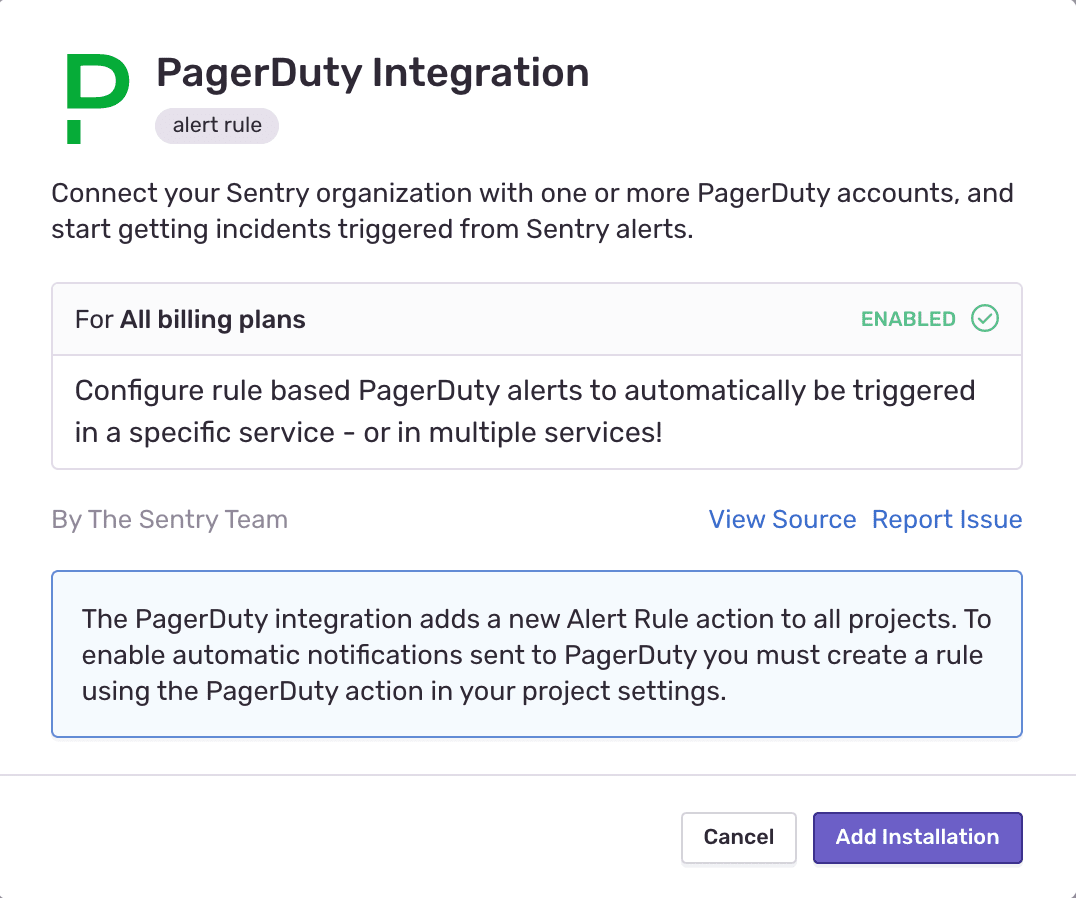 PagerDuty Integration
alert rule
Connect your Sentry organization with one or more PagerDuty accounts, and
start getting incidents triggered from Sentry alerts.
For All billing plans ENABLED
Configure rule based PagerDuty alerts to automatically be triggered
in a specific service - or in multiple services!
By The Sentry Team View Source Report Issue
The PagerDuty integration adds a new Alert Rule action to all projects. To
enable automatic notifications sent to PagerDuty you must create a rule
using the PagerDuty action in your project settings.
Cancel Add Installation